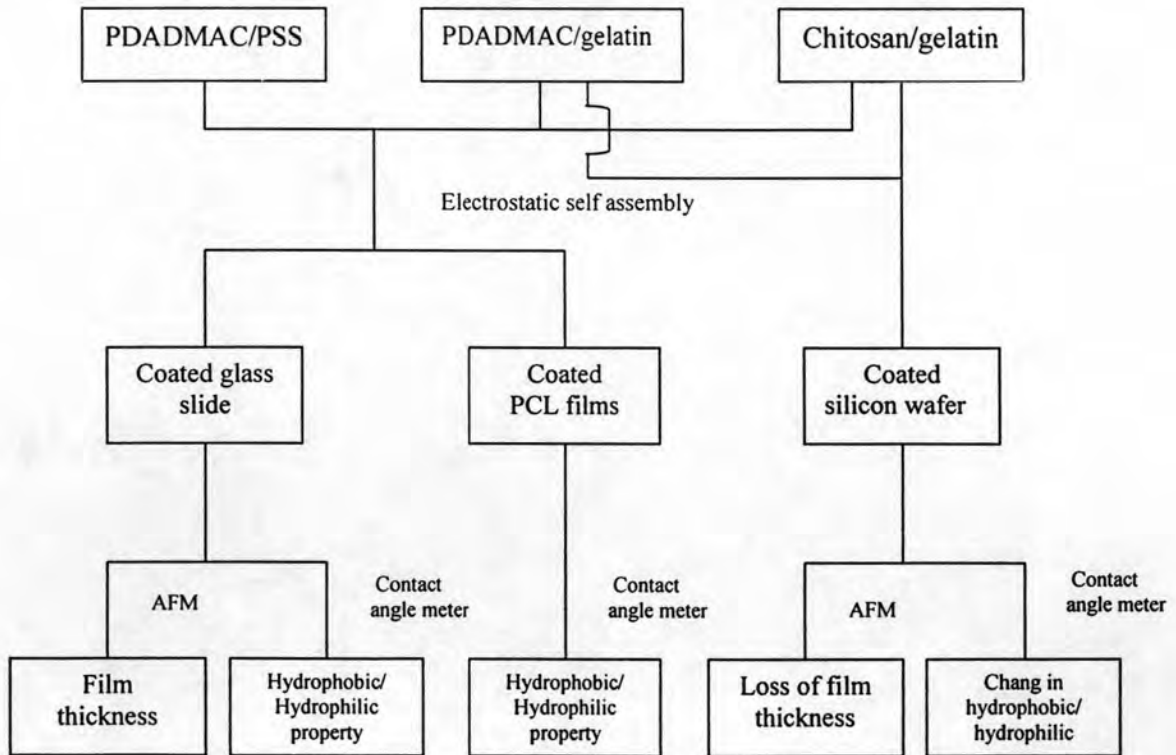 PDADMAC/PSS
PDADMAC/gelatin
Chitosan/gelatin
Electrostatic self assembly
Coated glass
slide
Coated
PCL films
Coated
silicon wafer
AFM
Contact
angle meter
Contact
angle meter
AFM
Contact
angle meter
Film
thickness
Hydrophobic/
Hydrophilic
property
Hydrophobic/
Hydrophilic
property
Loss of film
thickness
Chang in
hydrophobic/
hydrophilic